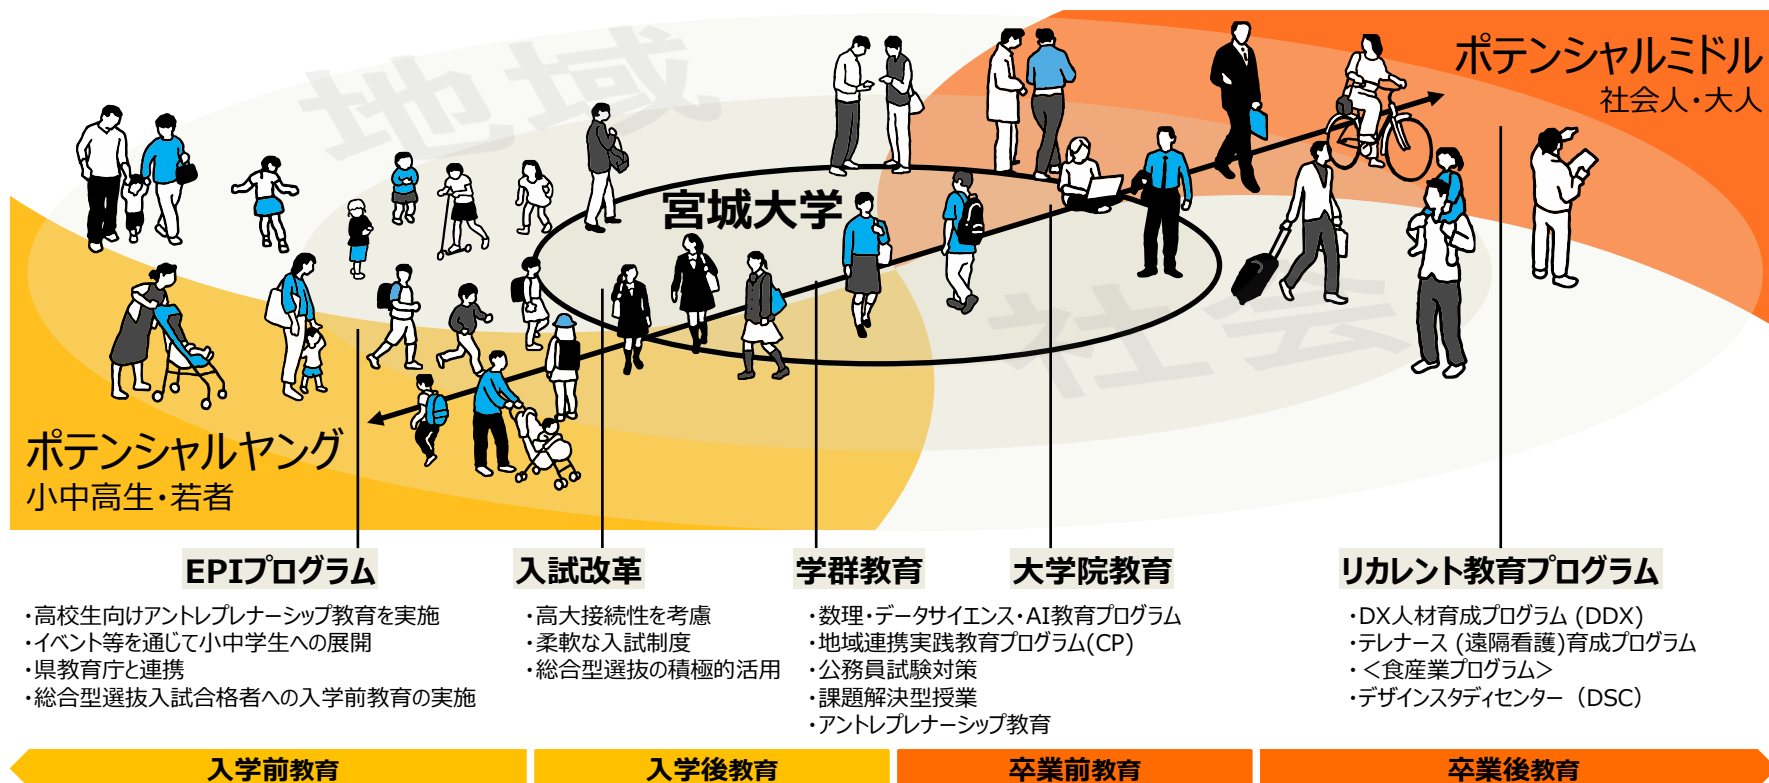 地域
ポテンシャルミドル
社会人・大人
宮城大学
社会
ポテンシャルヤング
小中高生・若者
EPIプログラム
・高校生向けアントレプレナーシップ教育を実施
・イベント等を通じて小中学生への展開
・県教育庁と連携
・総合型選抜入試合格者への入学前教育の実施
入試改革
・高大接続性を考慮
・柔軟な入試制度
・総合型選抜の積極的活用
学群教育
大学院教育
・数理・データサイエンス・AI教育プログラム
・地域連携実践教育プログラム(CP)
・公務員試験対策
・課題解決型授業
・アントレプレナーシップ教育
リカレント教育プログラム
・DX人材育成プログラム (DDX)
・テレナース (遠隔看護)育成プログラム
・＜食産業プログラム＞
・デザインスタディセンター（DSC）
入学前教育
入学後教育
卒業前教育
卒業後教育